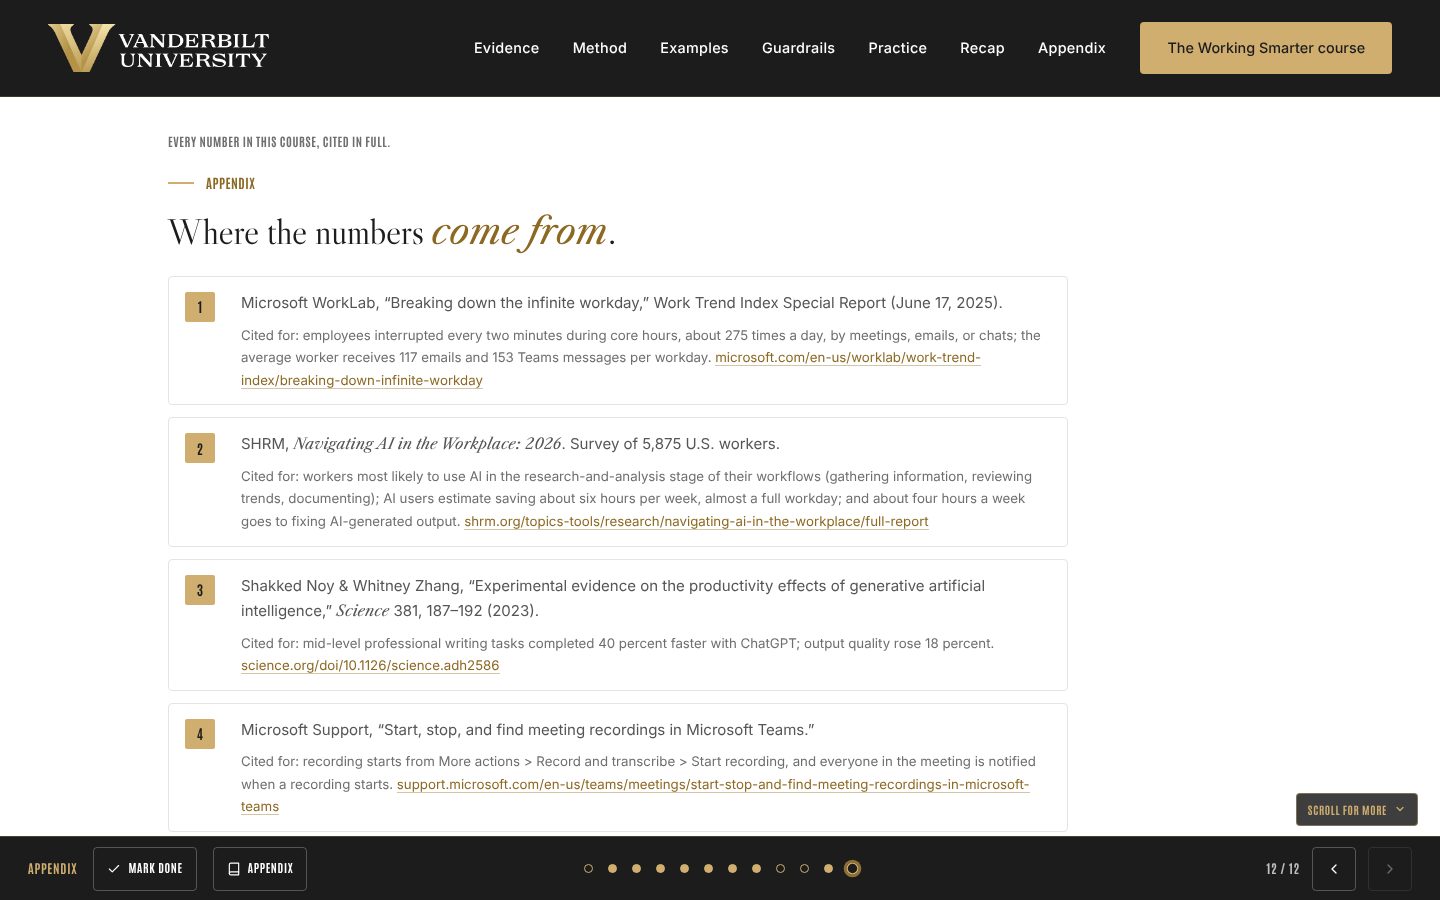 VANDERBILT
UNIVERSITY
Evidence
Method
Examples
Guardrails
Practice
Recap
Appendix
The Working Smarter course
EVERY NUMBER IN THIS COURSE, CITED IN FULL.
APPENDIX
Where the numbers come from.
1
Microsoft WorkLab, “Breaking down the infinite workday,” Work Trend Index Special Report (June 17, 2025).
Cited for: employees interrupted every two minutes during core hours, about 275 times a day, by meetings, emails, or chats; the
average worker receives 117 emails and 153 Teams messages per workday. microsoft.com/en-us/worklab/work-trend-
index/breaking-down-infinite-workday
2
SHRM, Navigating AI in the Workplace: 2026. Survey of 5,875 U.S. workers.
Cited for: workers most likely to use AI in the research-and-analysis stage of their workflows (gathering information, reviewing
trends, documenting); AI users estimate saving about six hours per week, almost a full workday; and about four hours a week
goes to fixing AI-generated output. shrm.org/topics-tools/research/navigating-ai-in-the-workplace/full-report
3
Shakked Noy & Whitney Zhang, “Experimental evidence on the productivity effects of generative artificial
intelligence,” Science 381, 187–192 (2023).
Cited for: mid-level professional writing tasks completed 40 percent faster with ChatGPT; output quality rose 18 percent.
science.org/doi/10.1126/science.adh2586
4
Microsoft Support, “Start, stop, and find meeting recordings in Microsoft Teams.”
Cited for: recording starts from More actions > Record and transcribe > Start recording, and everyone in the meeting is notified
when a recording starts. support.microsoft.com/en-us/teams/meetings/start-stop-and-find-meeting-recordings-in-microsoft-
teams
SCROLL FOR MORE
APPENDIX
MARK DONE
APPENDIX
12 / 12